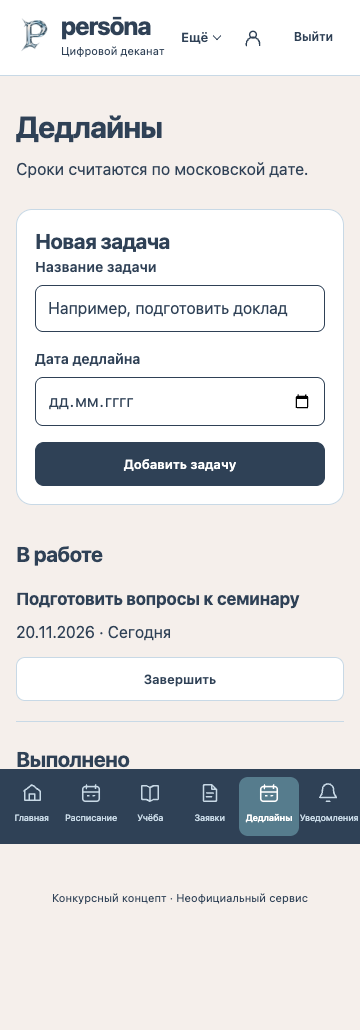 persōna
Цифровой деканат
Ещё
Выйти
Дедлайны
Сроки считаются по московской дате.
Новая задача
Название задачи
Например, подготовить доклад
Дата дедлайна
дд.мм.гггг
Добавить задачу
В работе
Подготовить вопросы к семинару
20.11.2026 · Сегодня
Завершить
Выполнено
Главная
Расписание
Учёба
Заявки
Дедлайны
Уведомления
Конкурсный концепт · Неофициальный сервис